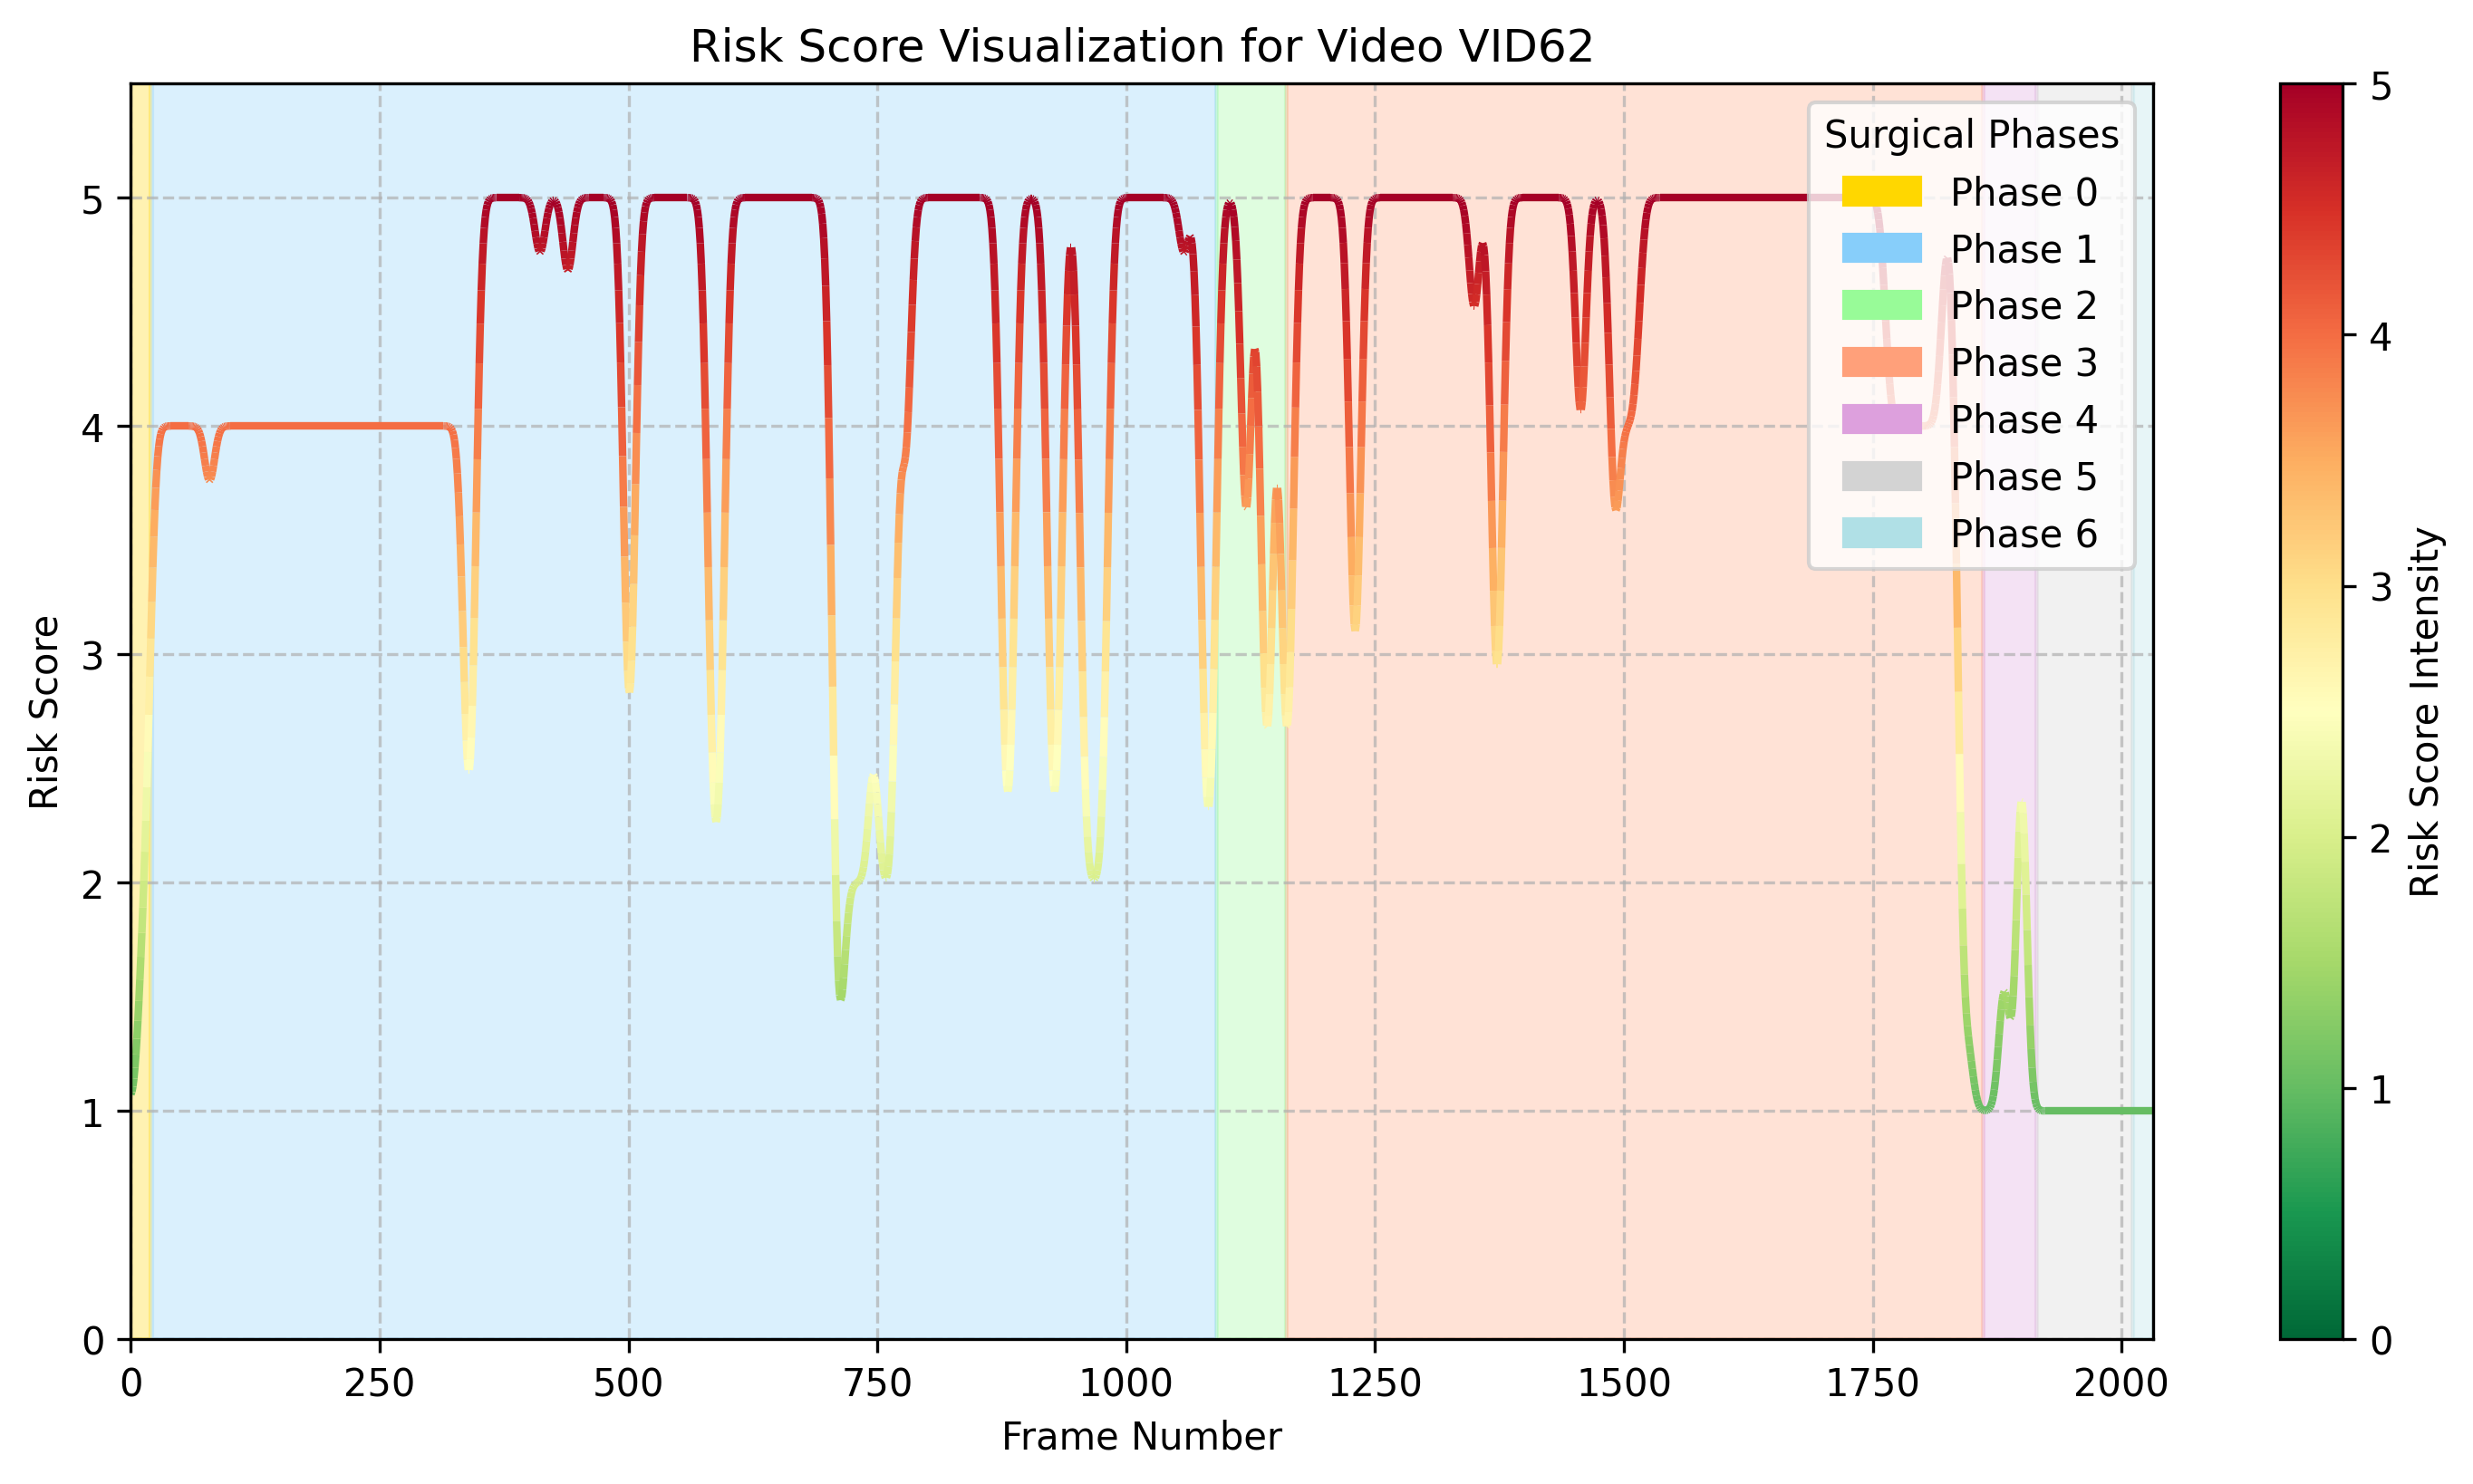 Risk Score Visualization for Video VID62
Risk Score
5
4
3
2
1
0
0 250 500 750 1000 1250 1500 1750 2000
Frame Number
Surgical Phases
Phase 0
Phase 1
Phase 2
Phase 3
Phase 4
Phase 5
Phase 6
5
4
3
2
1
0
Risk Score Intensity